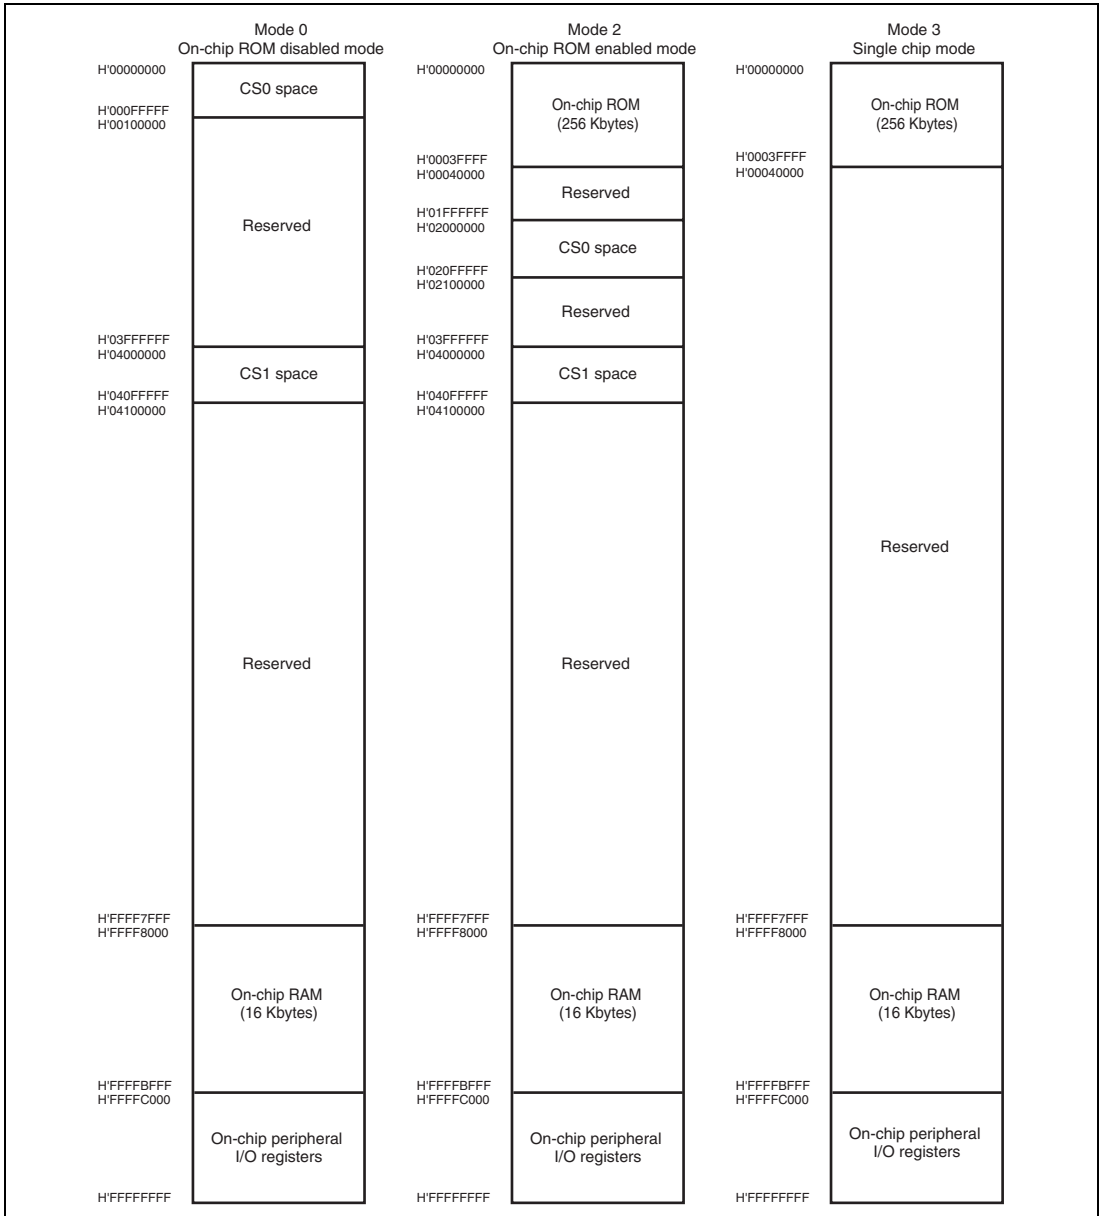 Mode 0
On-chip ROM disabled mode
H'00000000
CS0 space
H'000FFFFF
H'00100000
Reserved
H'03FFFFFF
H'04000000
CS1 space
H'040FFFFF
H'04100000
Reserved
H'FFFF7FFF
H'FFFF8000
On-chip RAM
(16 Kbytes)
H'FFFFBFFF
H'FFFFC000
On-chip peripheral
I/O registers
H'FFFFFFFF
Mode 2
On-chip ROM enabled mode
H'00000000
On-chip ROM
(256 Kbytes)
H'0003FFFF
H'00040000
Reserved
H'01FFFFFF
H'02000000
CS0 space
H'020FFFFF
H'02100000
Reserved
H'03FFFFFF
H'04000000
CS1 space
H'040FFFFF
H'04100000
Reserved
H'FFFF7FFF
H'FFFF8000
On-chip RAM
(16 Kbytes)
H'FFFFBFFF
H'FFFFC000
On-chip peripheral
I/O registers
H'FFFFFFFF
Mode 3
Single chip mode
H'00000000
On-chip ROM
(256 Kbytes)
H'0003FFFF
H'00040000
Reserved
H'FFFF7FFF
H'FFFF8000
On-chip RAM
(16 Kbytes)
H'FFFFBFFF
H'FFFFC000
On-chip peripheral
I/O registers
H'FFFFFFFF